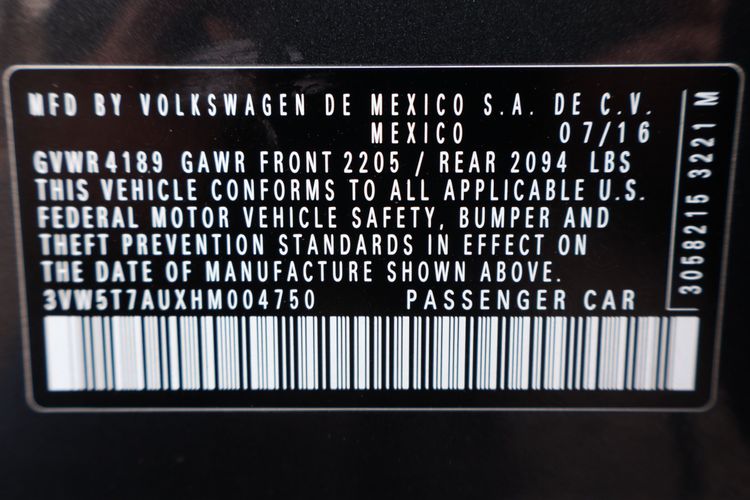 MFD BY VOLKSWAGEN DE MEXICO S.A. DE C.V.
MEXICO 07/16
GVWR 4189 GAWR FRONT 2205 / REAR 2094 LBS
THIS VEHICLE CONFORMS TO ALL APPLICABLE U.S.
FEDERAL MOTOR VEHICLE SAFETY, BUMPER AND
THEFT PREVENTION STANDARDS IN EFFECT ON
THE DATE OF MANUFACTURE SHOWN ABOVE.
3VW5T7AUXHM004750 PASSENGER CAR
3058215 3221 M